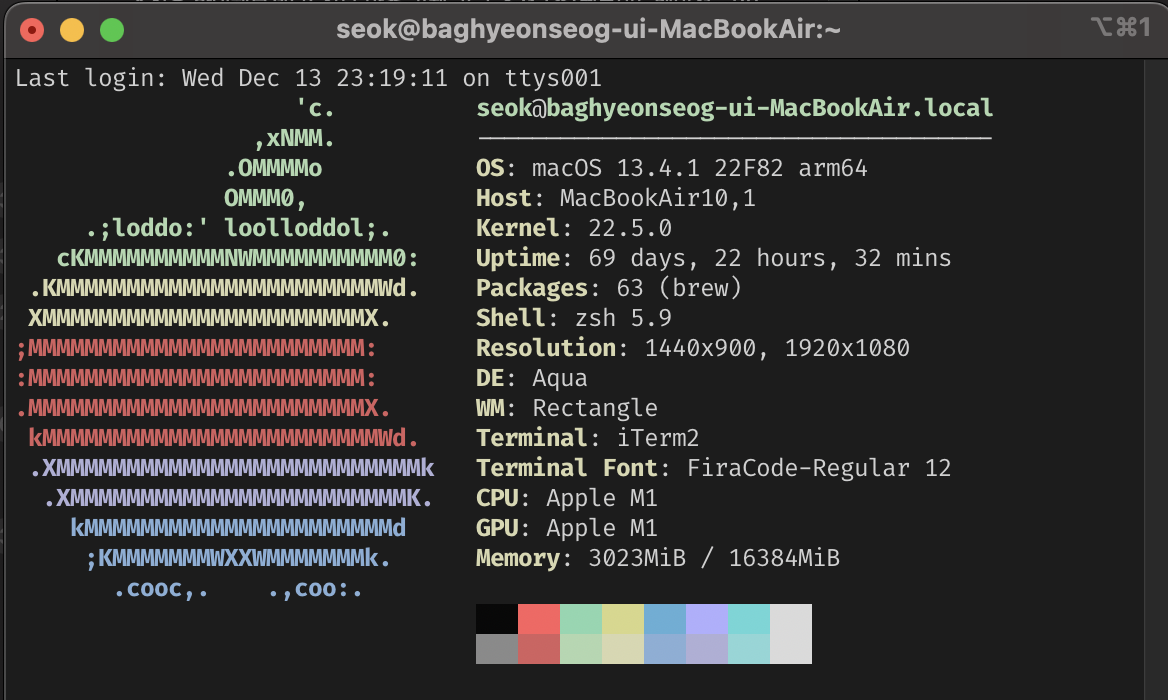 seok@baghyeonseog-ui-MacBookAir:~
⌥⌘1
Last login: Wed Dec 13 23:19:11 on ttys001
                    'c.          seok@baghyeonseog-ui-MacBookAir.local
                 ,xNMM.          -------------------------------------
               .OMMMMo           OS: macOS 13.4.1 22F82 arm64
               OMMM0,            Host: MacBookAir10,1
     .;loddo:' loolloddol;.      Kernel: 22.5.0
   cKMMMMMMMMMMNWMMMMMMMMMM0:    Uptime: 69 days, 22 hours, 32 mins
 .KMMMMMMMMMMMMMMMMMMMMMMMWd.    Packages: 63 (brew)
 XMMMMMMMMMMMMMMMMMMMMMMMX.      Shell: zsh 5.9
;MMMMMMMMMMMMMMMMMMMMMMMM:       Resolution: 1440x900, 1920x1080
:MMMMMMMMMMMMMMMMMMMMMMMM:       DE: Aqua
.MMMMMMMMMMMMMMMMMMMMMMMMX.      WM: Rectangle
 kMMMMMMMMMMMMMMMMMMMMMMMMWd.    Terminal: iTerm2
 .XMMMMMMMMMMMMMMMMMMMMMMMMMMk   Terminal Font: FiraCode-Regular 12
  .XMMMMMMMMMMMMMMMMMMMMMMMMK.   CPU: Apple M1
    kMMMMMMMMMMMMMMMMMMMMMMd     GPU: Apple M1
     ;KMMMMMMMWXXWMMMMMMMk.      Memory: 3023MiB / 16384MiB
       .cooc,.    .,coo:.